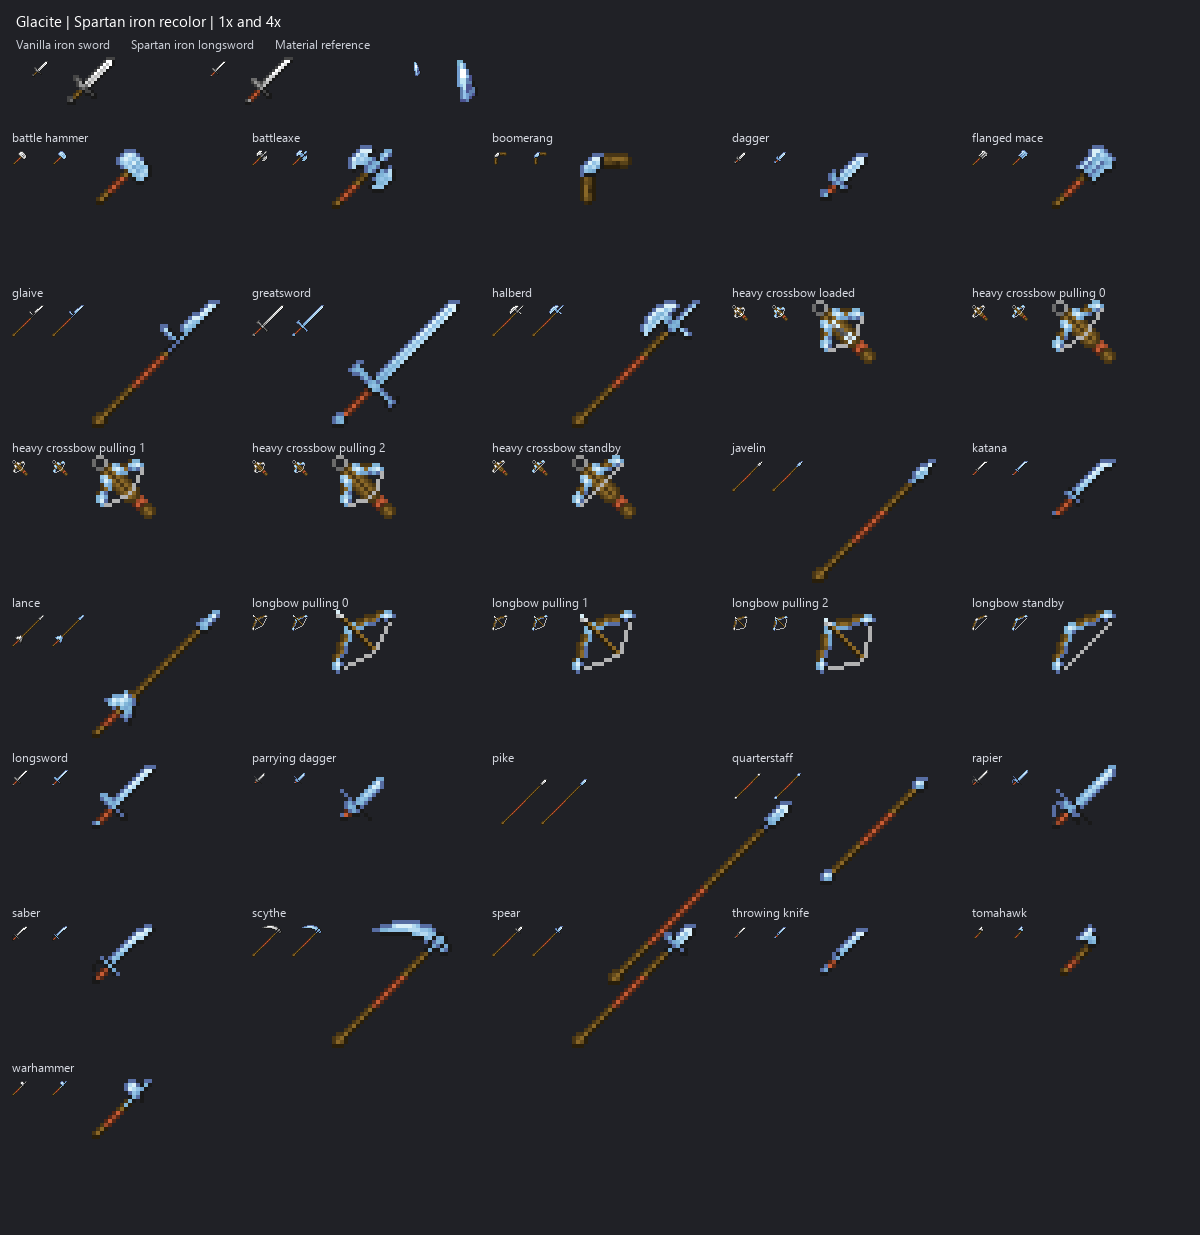 Glacite | Spartan iron recolor | 1x and 4x
Vanilla iron sword Spartan iron longsword Material reference
battle hammer battleaxe boomerang dagger flanged mace
glaive greatsword halberd heavy crossbow loaded heavy crossbow pulling 0
heavy crossbow pulling 1 heavy crossbow pulling 2 heavy crossbow standby javelin katana
lance longbow pulling 0 longbow pulling 1 longbow pulling 2 longbow standby
longsword parrying dagger pike quarterstaff rapier
saber scythe spear throwing knife tomahawk
warhammer